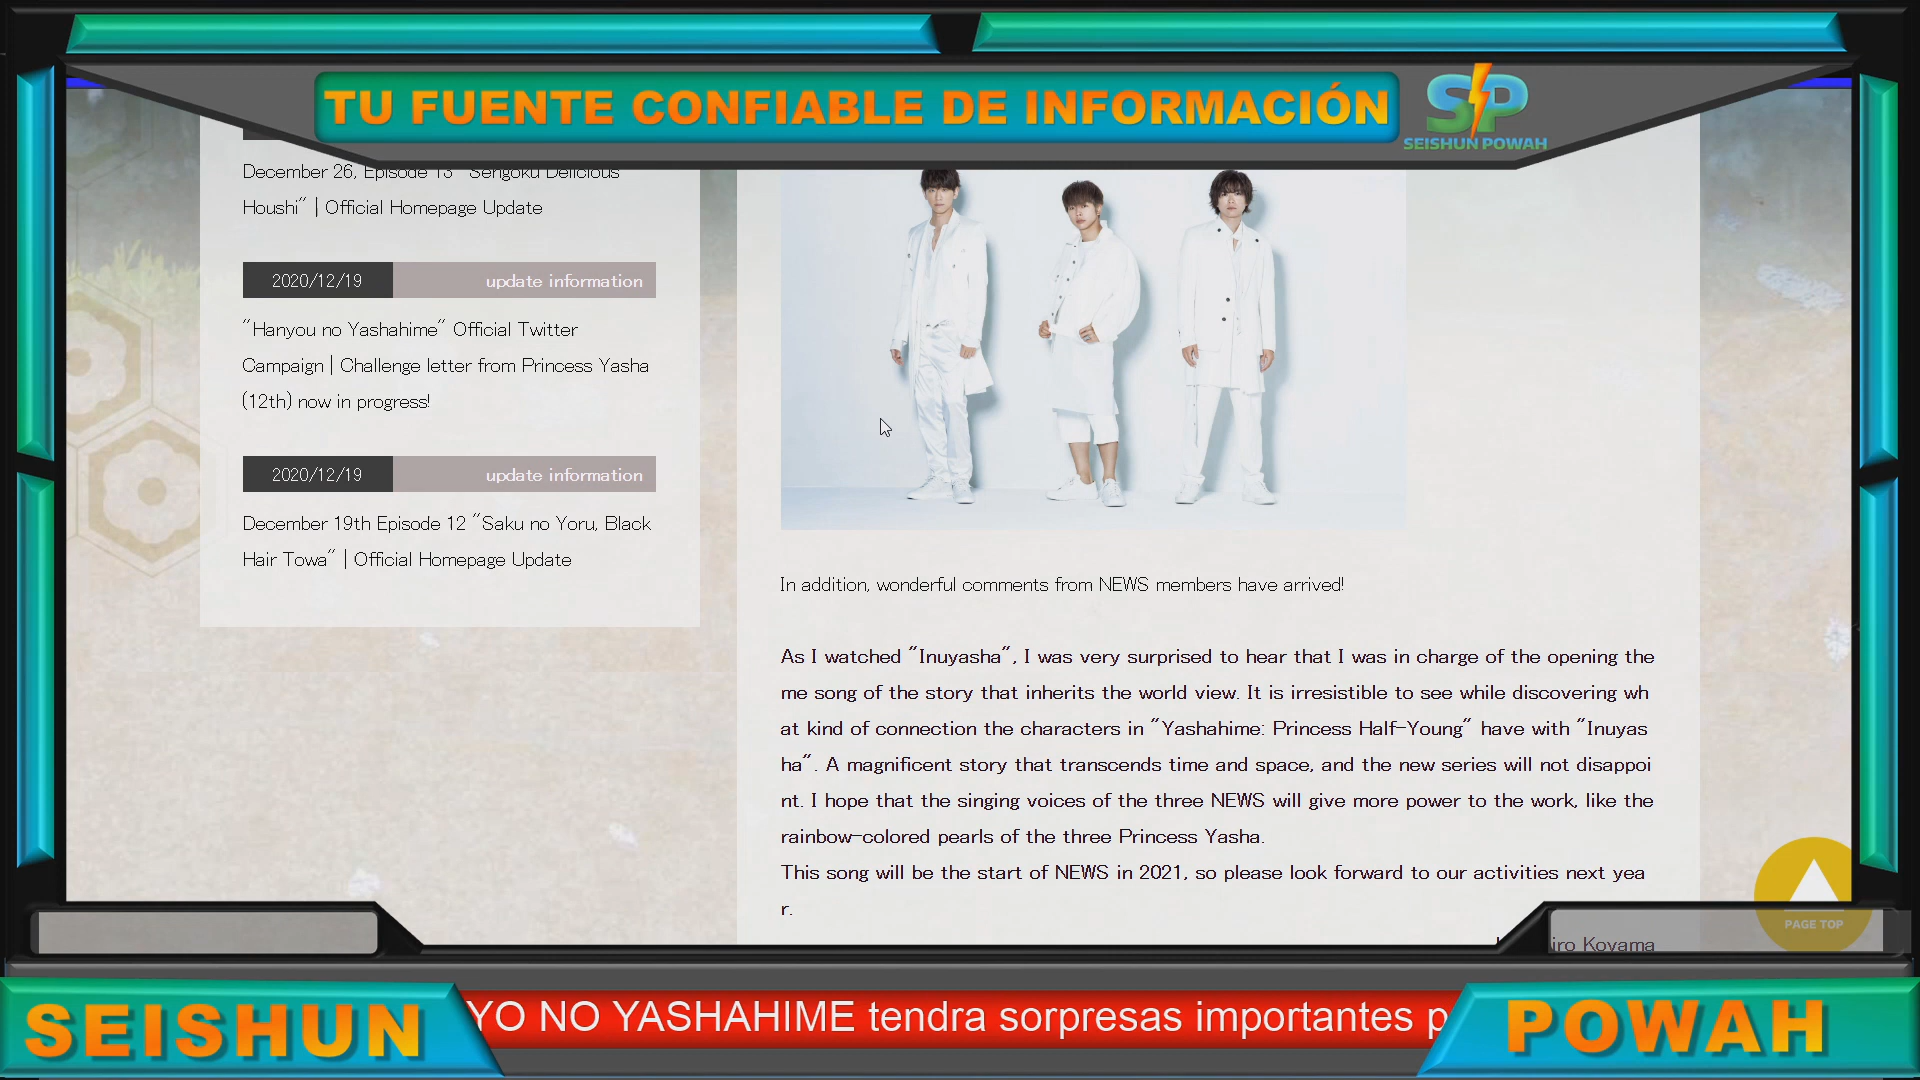 TU FUENTE CONFIABLE DE INFORMACIÓN
SP
SEISHUN POWAH
December 26, Episode 13 "Sengoku Delicious
Houshi" | Official Homepage Update
2020/12/19 update information
"Hanyou no Yashahime" Official Twitter
Campaign | Challenge letter from Princess Yasha
(12th) now in progress!
2020/12/19 update information
December 19th Episode 12 "Saku no Yoru, Black
Hair Towa" | Official Homepage Update
In addition, wonderful comments from NEWS members have arrived!
As I watched "Inuyasha", I was very surprised to hear that I was in charge of the opening the
me song of the story that inherits the world view. It is irresistible to see while discovering wh
at kind of connection the characters in "Yashahime: Princess Half-Young" have with "Inuyas
ha". A magnificent story that transcends time and space, and the new series will not disappoi
nt. I hope that the singing voices of the three NEWS will give more power to the work, like the
rainbow-colored pearls of the three Princess Yasha.
This song will be the start of NEWS in 2021, so please look forward to our activities next yea
r.
Koyama
PAGE TOP
SEISHUN
YO NO YASHAHIME tendra sorpresas importantes p
POWAH